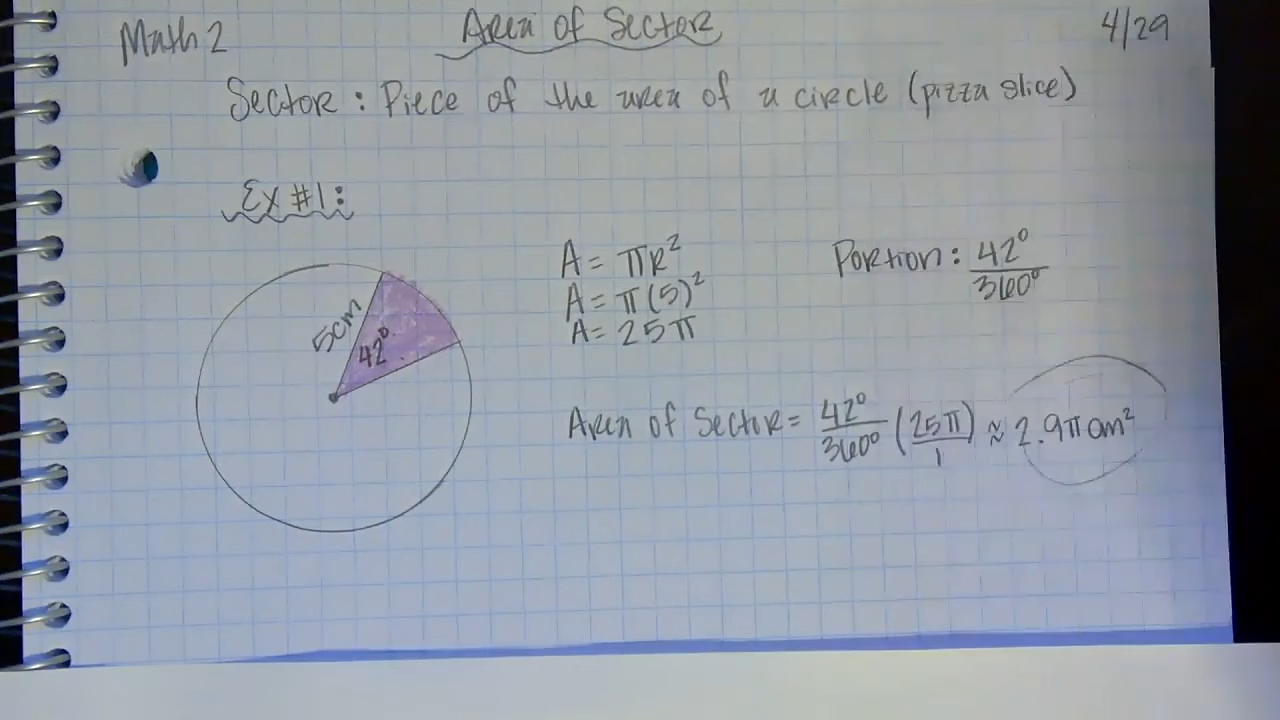 Math 2
Area of Sector
4/29
Sector: Piece of the area of a circle (pizza slice)
Ex #1:
5cm
42°
A = πR²
A = π(5)²
A = 25π
Portion: 42°/360°
Area of Sector = 42°/360° (25π/1) ≈ 2.9π cm²